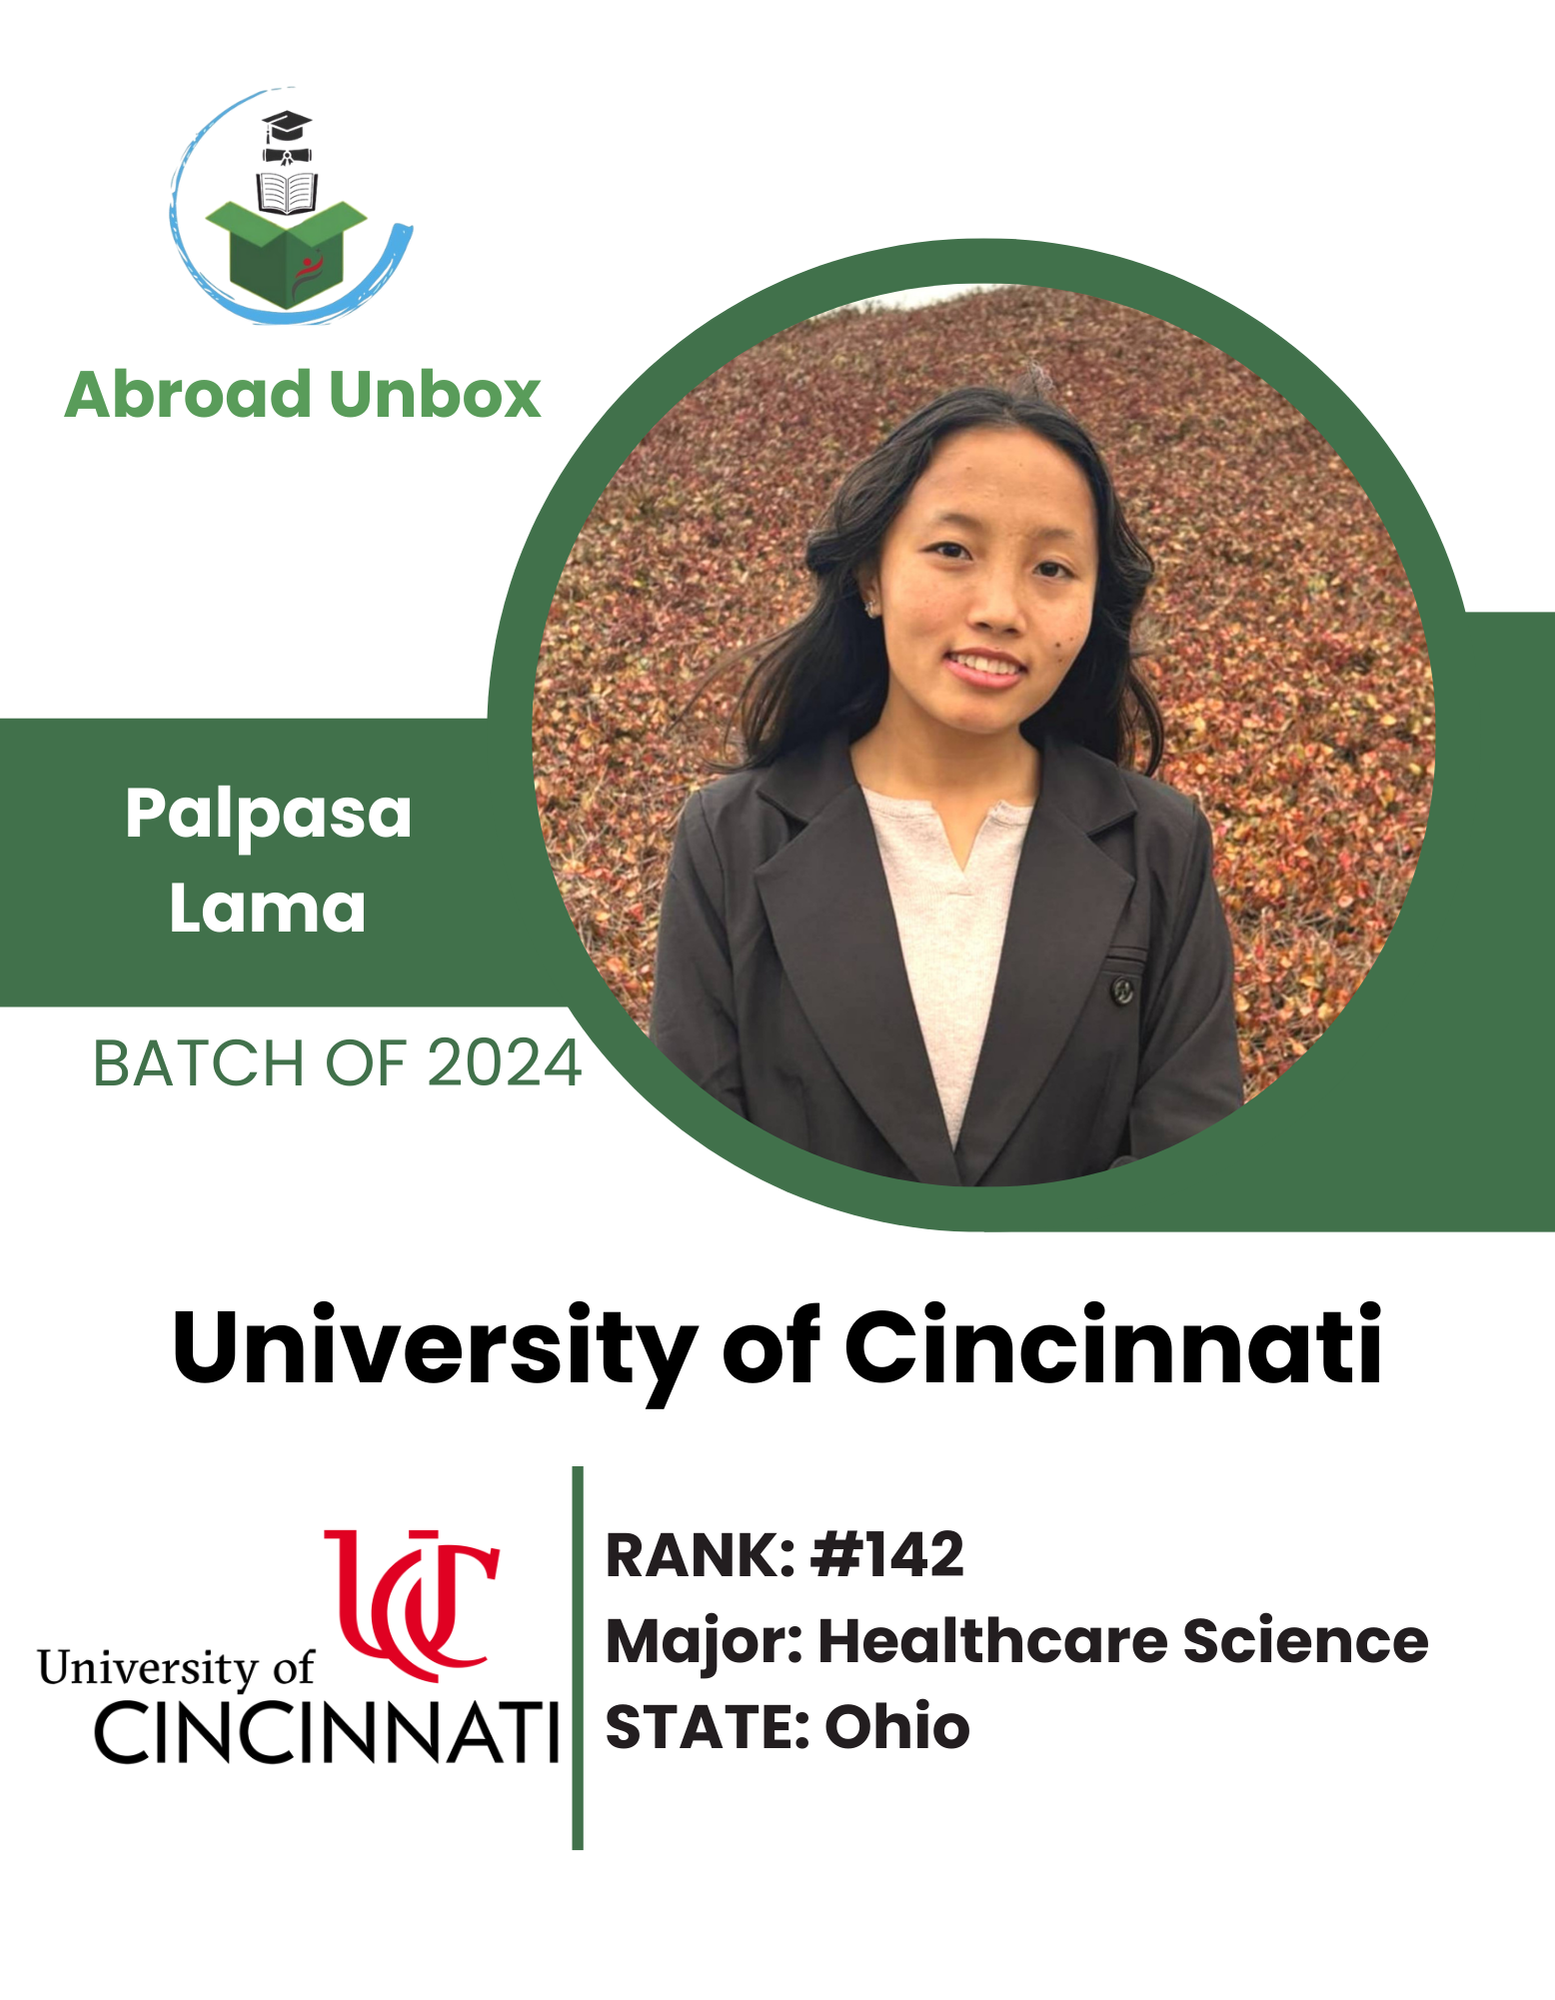 Abroad Unbox
Palpasa
Lama
BATCH OF 2024
University of Cincinnati
University of
CINCINNATI
UC
RANK: #142
Major: Healthcare Science
STATE: Ohio